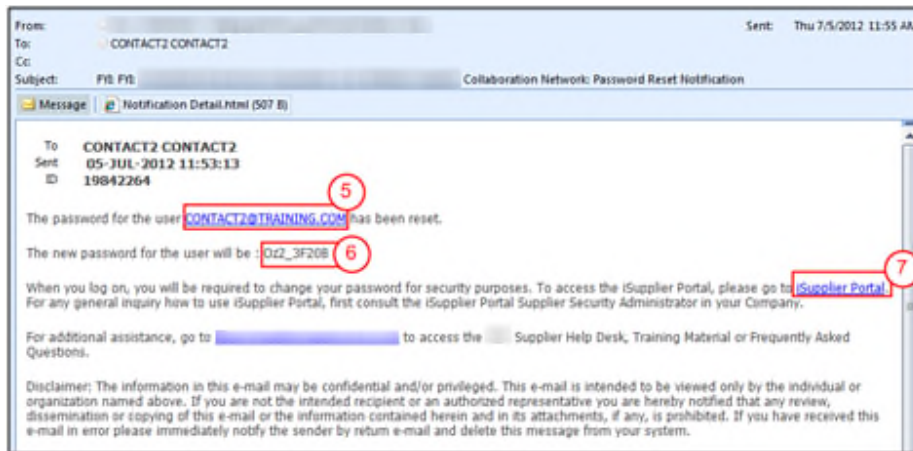 From: Sent: Thu 7/5/2012 11:55 AM
To: CONTACT2 CONTACT2
Cc:
Subject: FYI: FYI: Collaboration Network: Password Reset Notification
Message Notification Detail.html (507 B)
To CONTACT2 CONTACT2
Sent 05-JUL-2012 11:53:13
ID 19842264
5
The password for the user CONTACT2@TRAINING.COM has been reset.
The new password for the user will be : Oz2_3F20B 6
7
When you log on, you will be required to change your password for security purposes. To access the iSupplier Portal, please go to iSupplier Portal.
For any general inquiry how to use iSupplier Portal, first consult the iSupplier Portal Supplier Security Administrator in your Company.
For additional assistance, go to to access the Supplier Help Desk, Training Material or Frequently Asked
Questions.
Disclaimer: The information in this e-mail may be confidential and/or privileged. This e-mail is intended to be viewed only by the individual or
organization named above. If you are not the intended recipient or an authorized representative you are hereby notified that any review,
dissemination or copying of this e-mail or the information contained herein and in its attachments, if any, is prohibited. If you have received this
e-mail in error please immediately notify the sender by return e-mail and delete this message from your system.